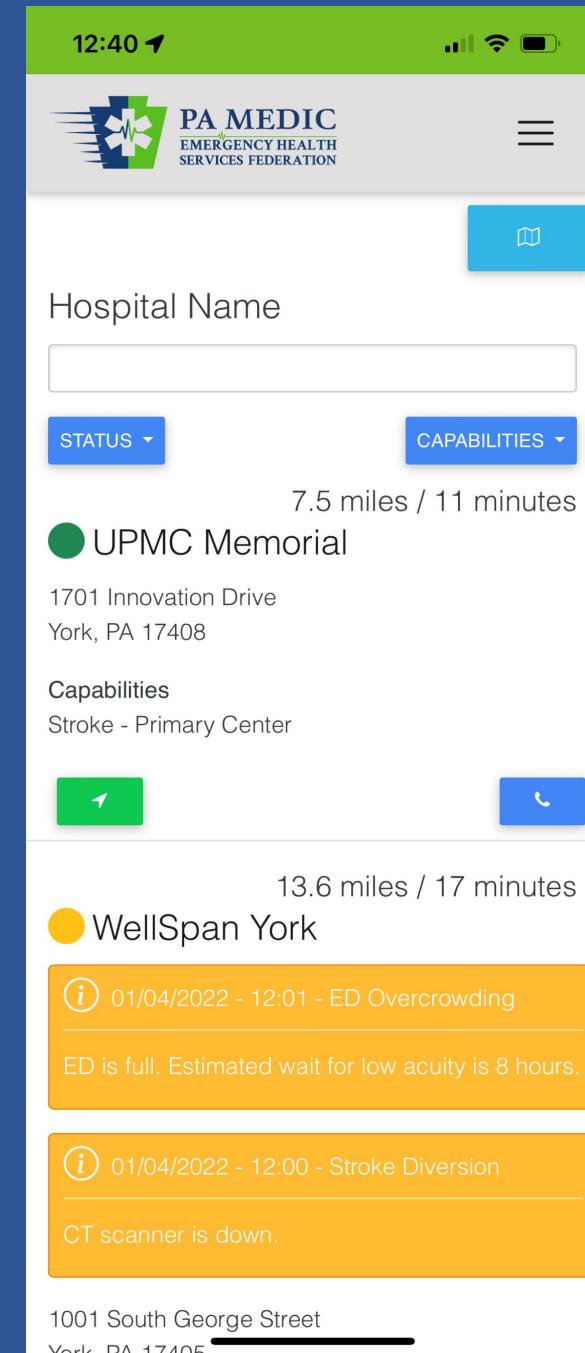 12:40
PA MEDIC
EMERGENCY HEALTH
SERVICES FEDERATION
Hospital Name
STATUS
CAPABILITIES
7.5 miles / 11 minutes
UPMC Memorial
1701 Innovation Drive
York, PA 17408
Capabilities
Stroke - Primary Center
13.6 miles / 17 minutes
WellSpan York
01/04/2022 - 12:01 - ED Overcrowding
ED is full. Estimated wait for low acuity is 8 hours.
01/04/2022 - 12:00 - Stroke Diversion
CT scanner is down.
1001 South George Street
York, PA 17405